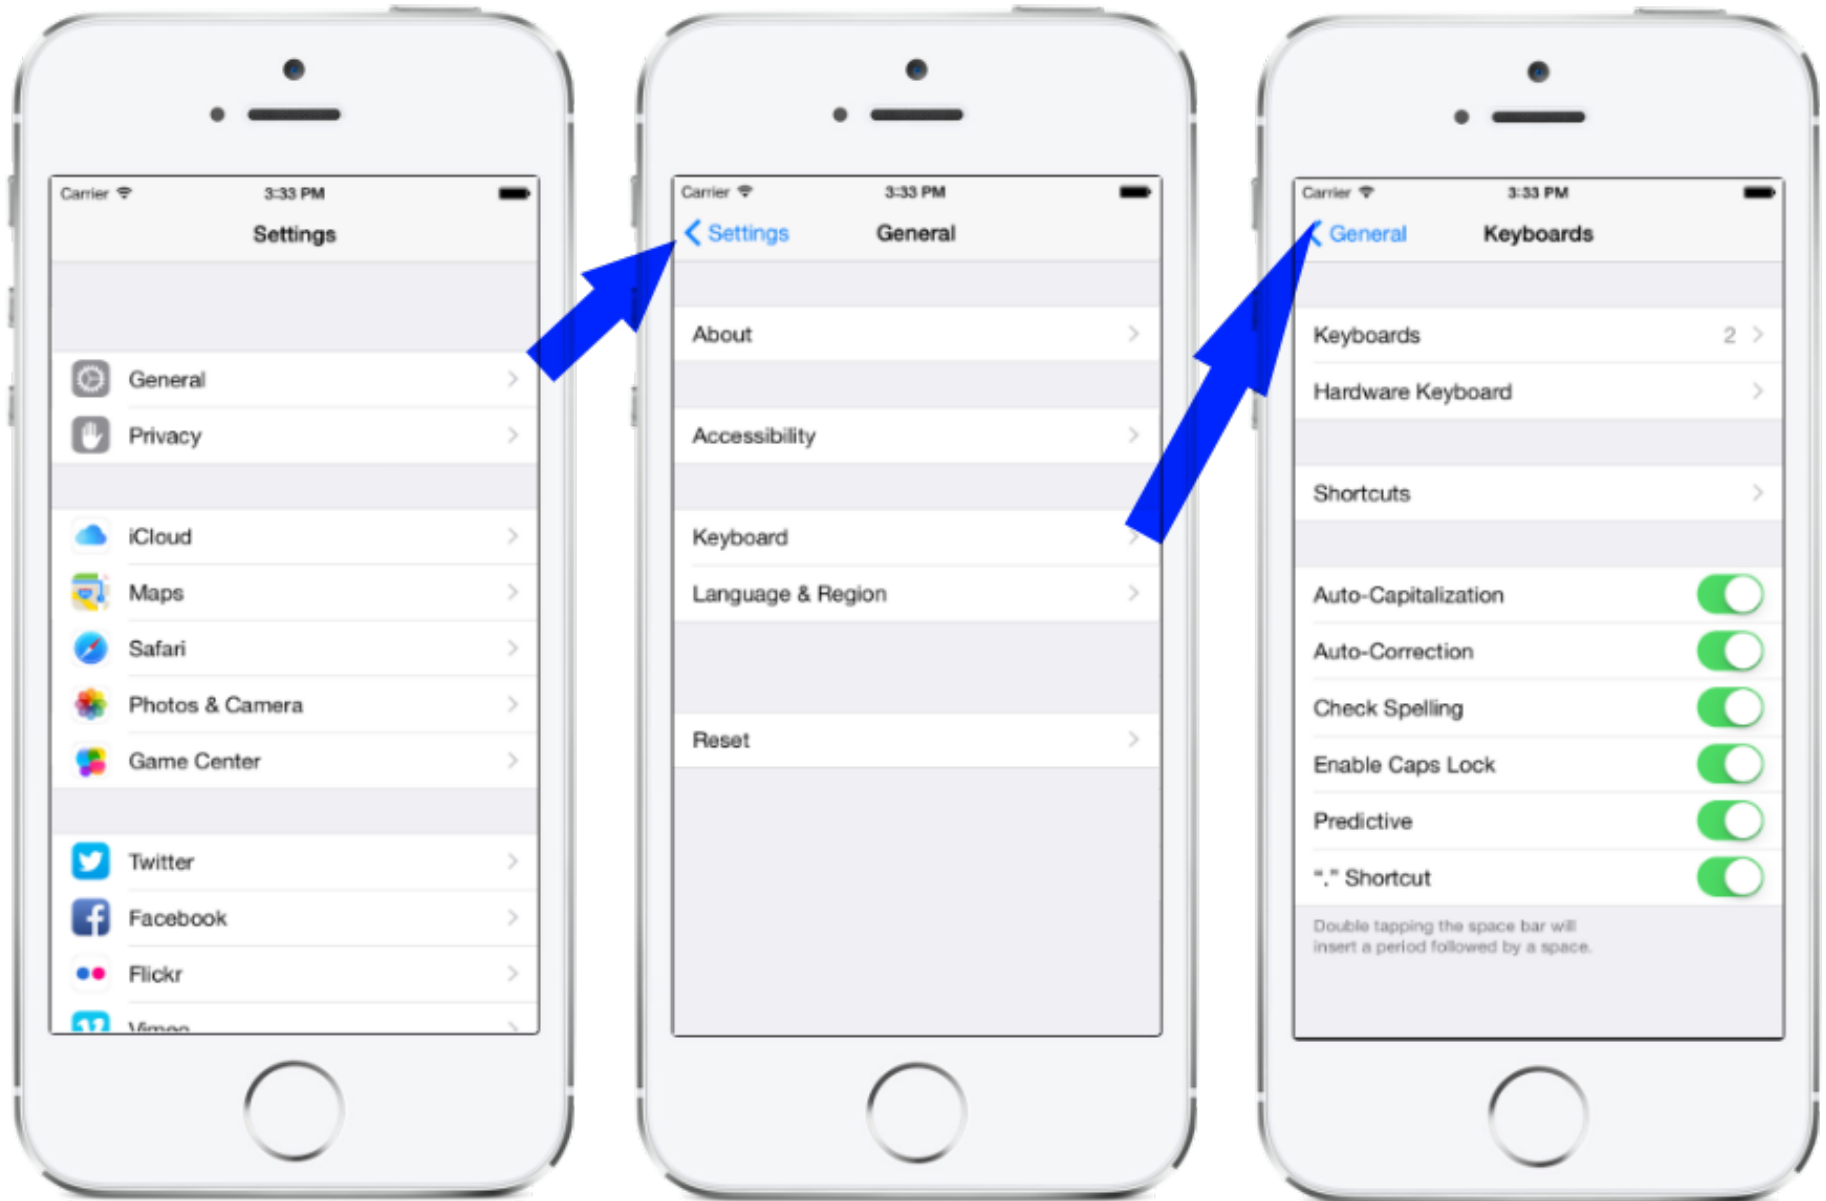 Carrier
3:33 PM
Settings
General
Privacy
iCloud
Maps
Safari
Photos & Camera
Game Center
Twitter
Facebook
Flickr
Vimeo
Carrier
3:33 PM
Settings
General
About
Accessibility
Keyboard
Language & Region
Reset
Carrier
3:33 PM
General
Keyboards
Keyboards 2
Hardware Keyboard
Shortcuts
Auto-Capitalization
Auto-Correction
Check Spelling
Enable Caps Lock
Predictive
“.” Shortcut
Double tapping the space bar will
insert a period followed by a space.